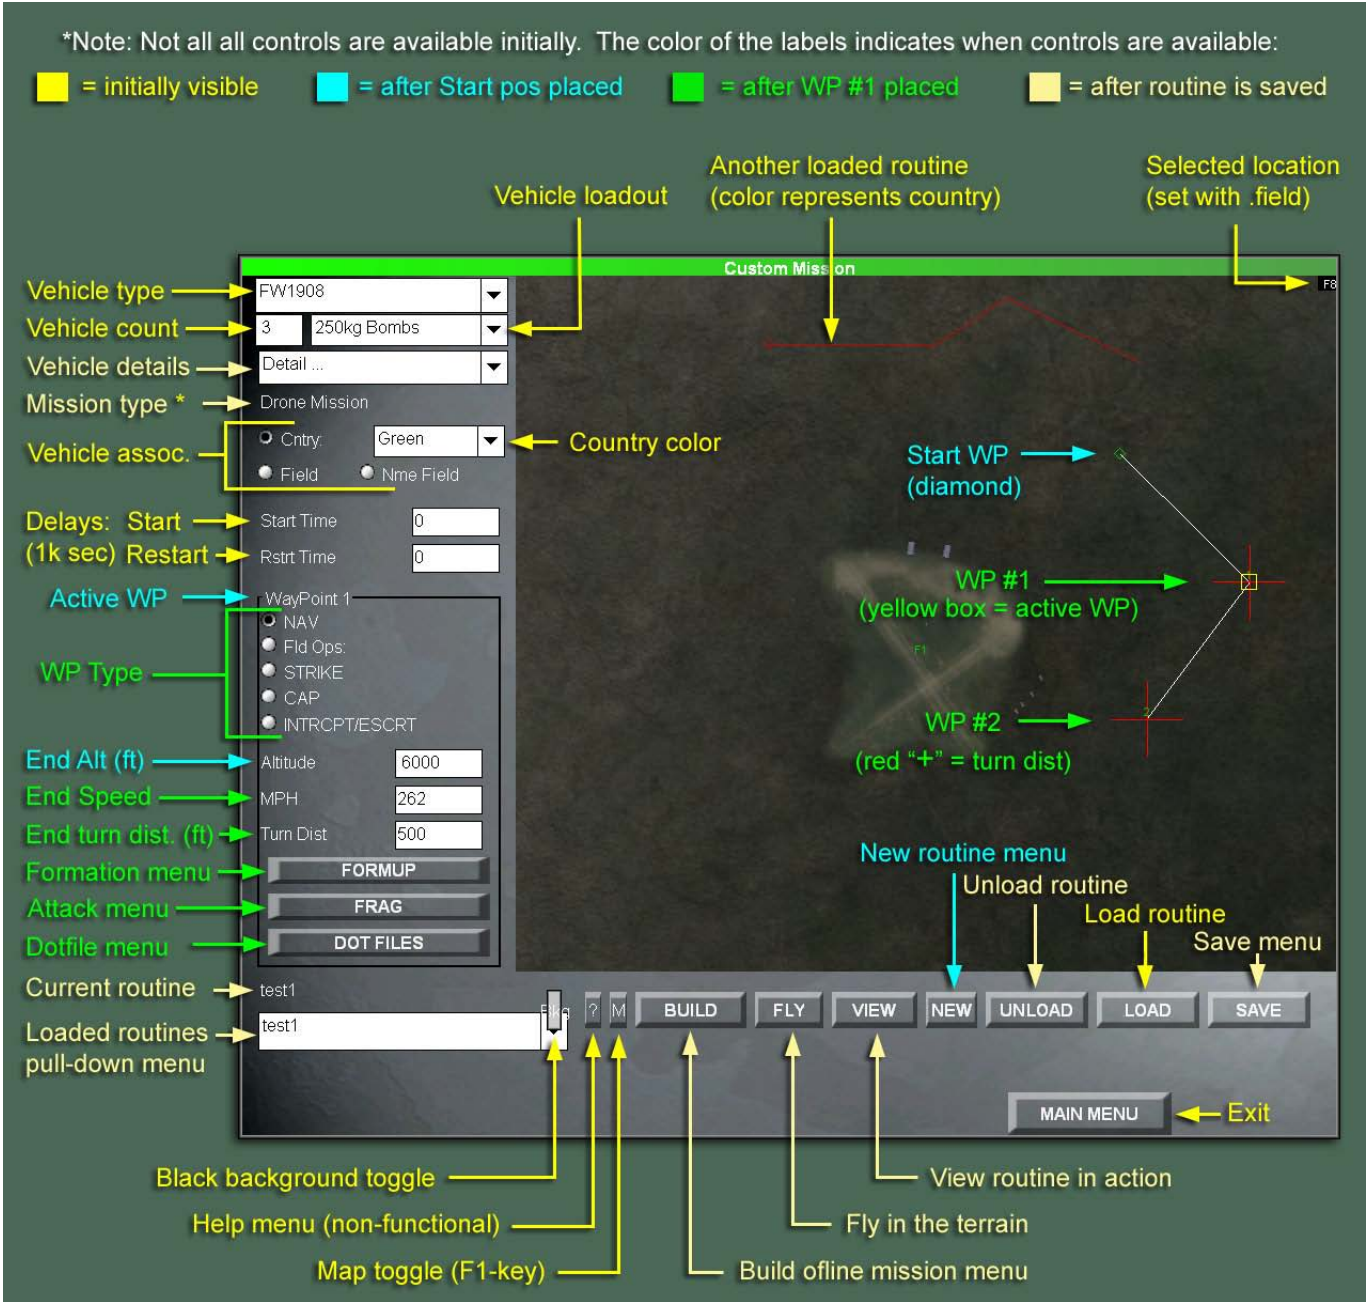 *Note: Not all all controls are available initially.  The color of the labels indicates when controls are available:
= initially visible
= after Start pos placed
= after WP #1 placed
= after routine is saved
Another loaded routine
(color represents country)
Selected location
(set with .field)
Vehicle loadout
Custom Mission
Vehicle type
FW1908
F8
Vehicle count
3
250kg Bombs
Vehicle details
Detail ...
Mission type *
Drone Mission
Vehicle assoc.
Cntry:
Green
Country color
Field
Nme Field
Start WP
(diamond)
Delays:  Start
Start Time
0
(1k sec) Restart
Rstrt Time
0
Active WP
WayPoint 1
WP #1
(yellow box = active WP)
NAV
Fld Ops:
F1
WP Type
STRIKE
CAP
INTRCPT/ESCRT
2
WP #2
(red "+" = turn dist)
End Alt (ft)
Altitude
6000
End Speed
MPH
262
End turn dist. (ft)
Turn Dist
500
Formation menu
FORMUP
New routine menu
Unload routine
Attack menu
FRAG
Load routine
Dotfile menu
DOT FILES
Save menu
Current routine
test1
Bkg
?
M
BUILD
FLY
VIEW
NEW
UNLOAD
LOAD
SAVE
Loaded routines
pull-down menu
test1
MAIN MENU
Exit
Black background toggle
View routine in action
Help menu (non-functional)
Fly in the terrain
Map toggle (F1-key)
Build ofline mission menu